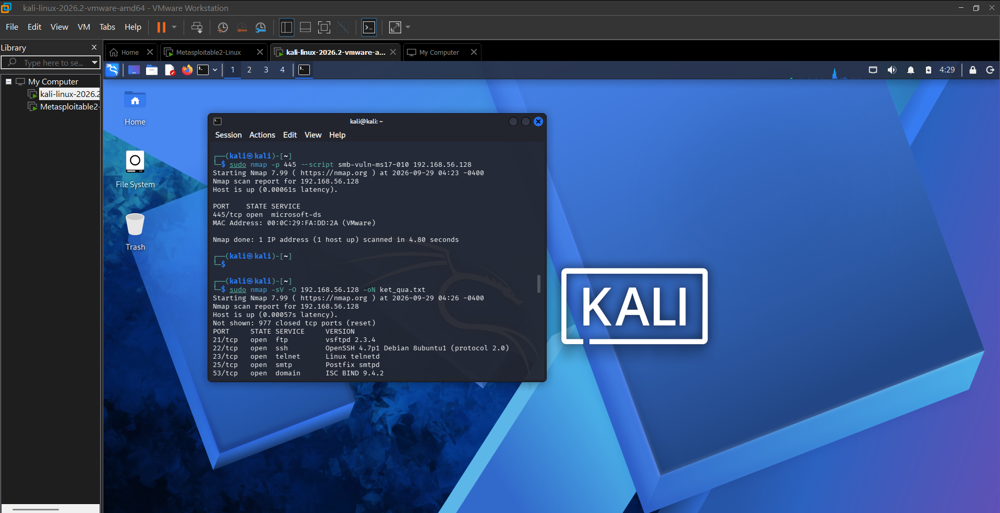 kali-linux-2026.2-vmware-amd64 - VMware Workstation
File Edit View VM Tabs Help
Library
Type here to se...
My Computer
kali-linux-2026.2
Metasploitable2-
Home
Metasploitable2-Linux
kali-linux-2026.2-vmware-a...
My Computer
1 2 3 4
4:29
Home
File System
Trash
kali@kali: ~
Session Actions Edit View Help
┌──(kali㉿kali)-[~]
└─$ sudo nmap -p 445 --script smb-vuln-ms17-010 192.168.56.128
Starting Nmap 7.99 ( https://nmap.org ) at 2026-09-29 04:23 -0400
Nmap scan report for 192.168.56.128
Host is up (0.00061s latency).
PORT    STATE SERVICE
445/tcp open  microsoft-ds
MAC Address: 00:0C:29:FA:DD:2A (VMware)
Nmap done: 1 IP address (1 host up) scanned in 4.80 seconds
┌──(kali㉿kali)-[~]
└─$
┌──(kali㉿kali)-[~]
└─$ sudo nmap -sV -O 192.168.56.128 -oN ket_qua.txt
Starting Nmap 7.99 ( https://nmap.org ) at 2026-09-29 04:26 -0400
Nmap scan report for 192.168.56.128
Host is up (0.00057s latency).
Not shown: 977 closed tcp ports (reset)
PORT     STATE SERVICE     VERSION
21/tcp   open  ftp         vsftpd 2.3.4
22/tcp   open  ssh         OpenSSH 4.7p1 Debian 8ubuntu1 (protocol 2.0)
23/tcp   open  telnet      Linux telnetd
25/tcp   open  smtp        Postfix smtpd
53/tcp   open  domain      ISC BIND 9.4.2
KALI